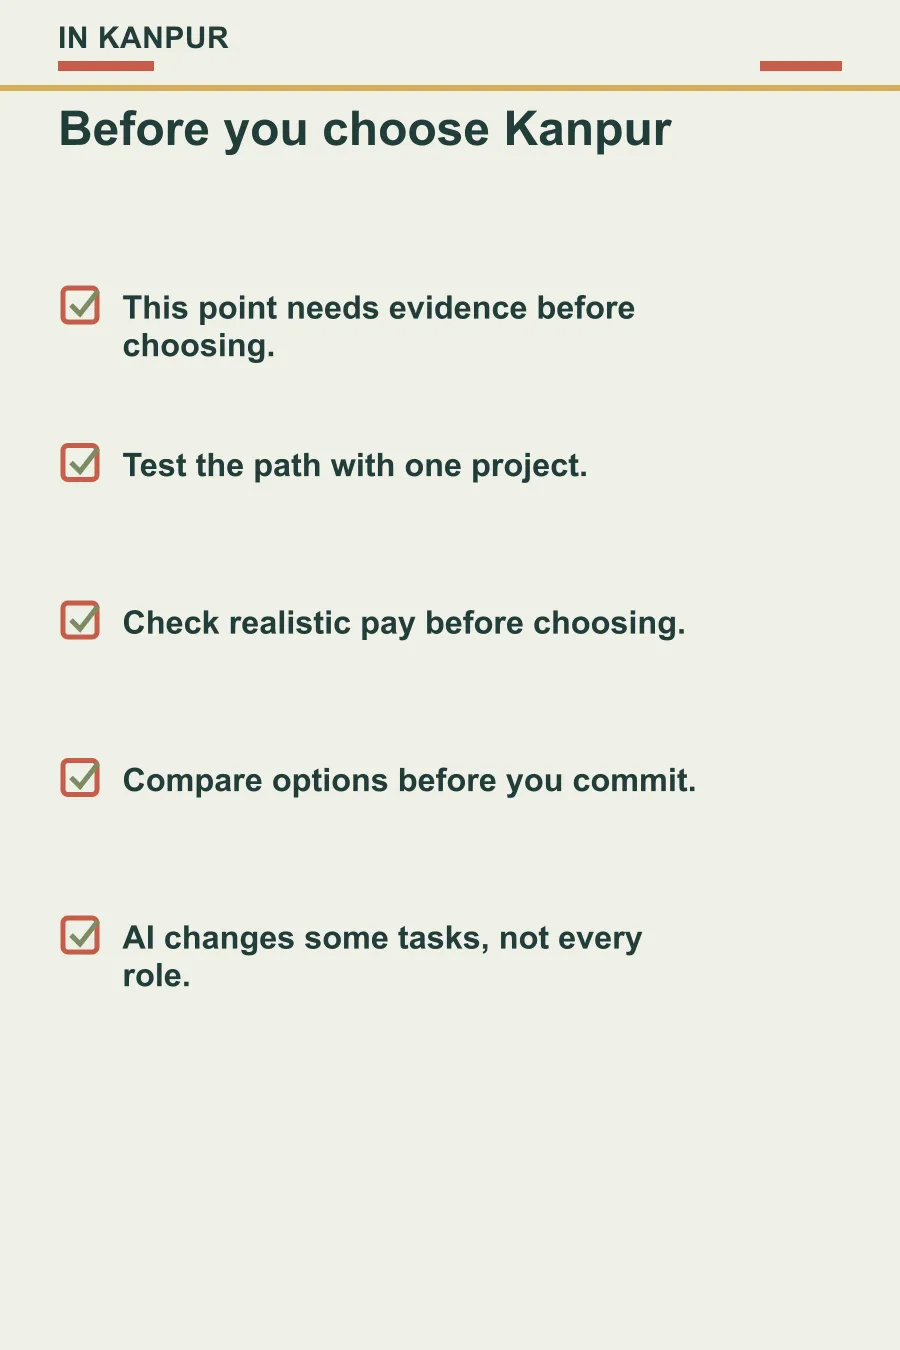 IN KANPUR
Before you choose Kanpur
This point needs evidence before
choosing.
Test the path with one project.
Check realistic pay before choosing.
Compare options before you commit.
AI changes some tasks, not every
role.